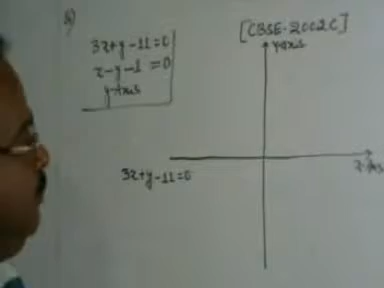 [CBSE-2002C]
3x+y-11=0
x-y-1=0
y-axis
y-axis
x-axis
3x+y-11=0